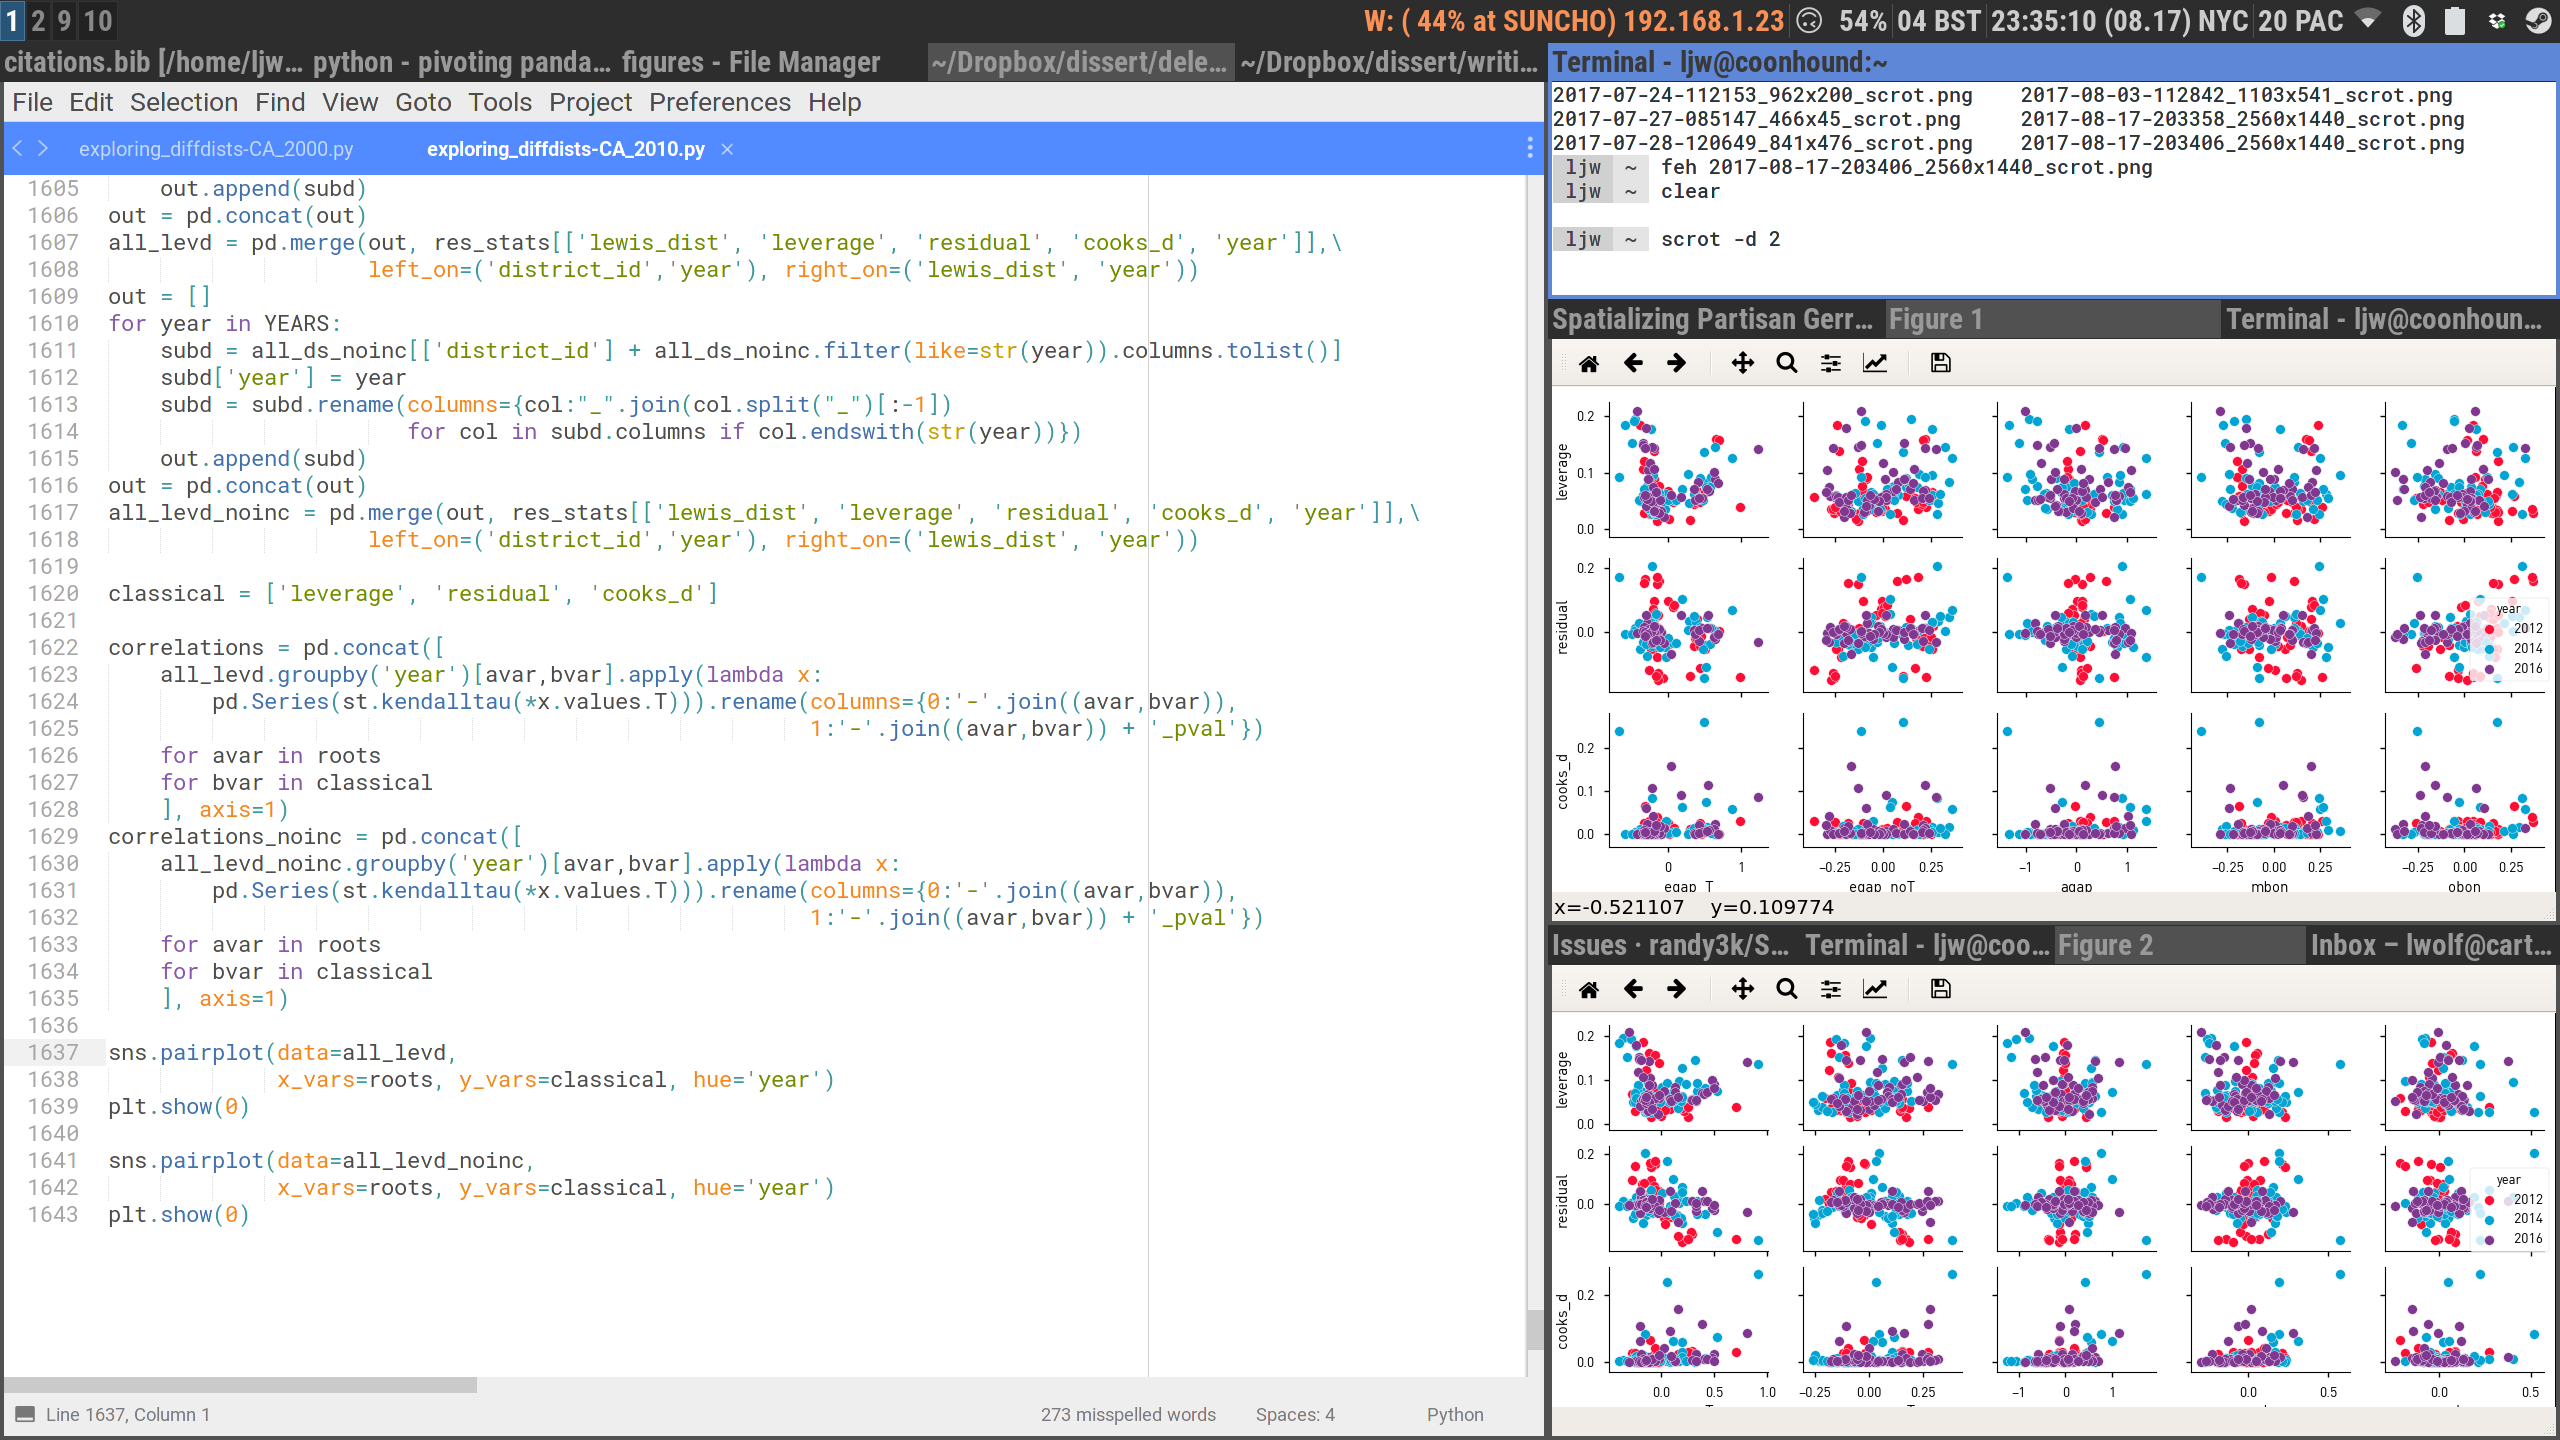 1 2 9 10
W: ( 44% at SUNCHO) 192.168.1.23 54% 04 BST 23:35:10 (08.17) NYC 20 PAC
citations.bib [/home/ljw… python - pivoting panda… figures - File Manager ~/Dropbox/dissert/dele… ~/Dropbox/dissert/writi…
File Edit Selection Find View Goto Tools Project Preferences Help
exploring_diffdists-CA_2000.py exploring_diffdists-CA_2010.py ×
1605 out.append(subd)
1606 out = pd.concat(out)
1607 all_levd = pd.merge(out, res_stats[['lewis_dist', 'leverage', 'residual', 'cooks_d', 'year']],\
1608 left_on=('district_id','year'), right_on=('lewis_dist', 'year'))
1609 out = []
1610 for year in YEARS:
1611 subd = all_ds_noinc[['district_id'] + all_ds_noinc.filter(like=str(year)).columns.tolist()]
1612 subd['year'] = year
1613 subd = subd.rename(columns={col:"_".join(col.split("_")[:-1])
1614 for col in subd.columns if col.endswith(str(year))})
1615 out.append(subd)
1616 out = pd.concat(out)
1617 all_levd_noinc = pd.merge(out, res_stats[['lewis_dist', 'leverage', 'residual', 'cooks_d', 'year']],\
1618 left_on=('district_id','year'), right_on=('lewis_dist', 'year'))
1619
1620 classical = ['leverage', 'residual', 'cooks_d']
1621
1622 correlations = pd.concat([
1623 all_levd.groupby('year')[avar,bvar].apply(lambda x:
1624 pd.Series(st.kendalltau(*x.values.T))).rename(columns={0:'-'.join((avar,bvar)),
1625 1:'-'.join((avar,bvar)) + '_pval'})
1626 for avar in roots
1627 for bvar in classical
1628 ], axis=1)
1629 correlations_noinc = pd.concat([
1630 all_levd_noinc.groupby('year')[avar,bvar].apply(lambda x:
1631 pd.Series(st.kendalltau(*x.values.T))).rename(columns={0:'-'.join((avar,bvar)),
1632 1:'-'.join((avar,bvar)) + '_pval'})
1633 for avar in roots
1634 for bvar in classical
1635 ], axis=1)
1636
1637 sns.pairplot(data=all_levd,
1638 x_vars=roots, y_vars=classical, hue='year')
1639 plt.show(0)
1640
1641 sns.pairplot(data=all_levd_noinc,
1642 x_vars=roots, y_vars=classical, hue='year')
1643 plt.show(0)
Line 1637, Column 1 273 misspelled words Spaces: 4 Python
Terminal - ljw@coonhound:~
2017-07-24-112153_962x200_scrot.png 2017-08-03-112842_1103x541_scrot.png
2017-07-27-085147_466x45_scrot.png 2017-08-17-203358_2560x1440_scrot.png
2017-07-28-120649_841x476_scrot.png 2017-08-17-203406_2560x1440_scrot.png
ljw ~ feh 2017-08-17-203406_2560x1440_scrot.png
ljw ~ clear
ljw ~ scrot -d 2
Spatializing Partisan Gerr… Figure 1 Terminal - ljw@coonhoun…
0.2
leverage
0.1
0.0
0.2
residual
0.0
year
2012
2014
2016
cooks_d
0.2
0.1
0.0
0 1 −0.25 0.00 0.25 −1 0 1 −0.25 0.00 0.25 −0.25 0.00 0.25
egap_T egap_noT agap mbon obon
x=-0.521107 y=0.109774
Issues · randy3k/S… Terminal - ljw@coo… Figure 2 Inbox – lwolf@cart…
0.2
leverage
0.1
0.0
0.2
residual
0.0
year
2012
2014
2016
cooks_d
0.2
0.0
0.0 0.5 1.0 −0.25 0.00 0.25 −1 0 1 0.0 0.5 0.0 0.5